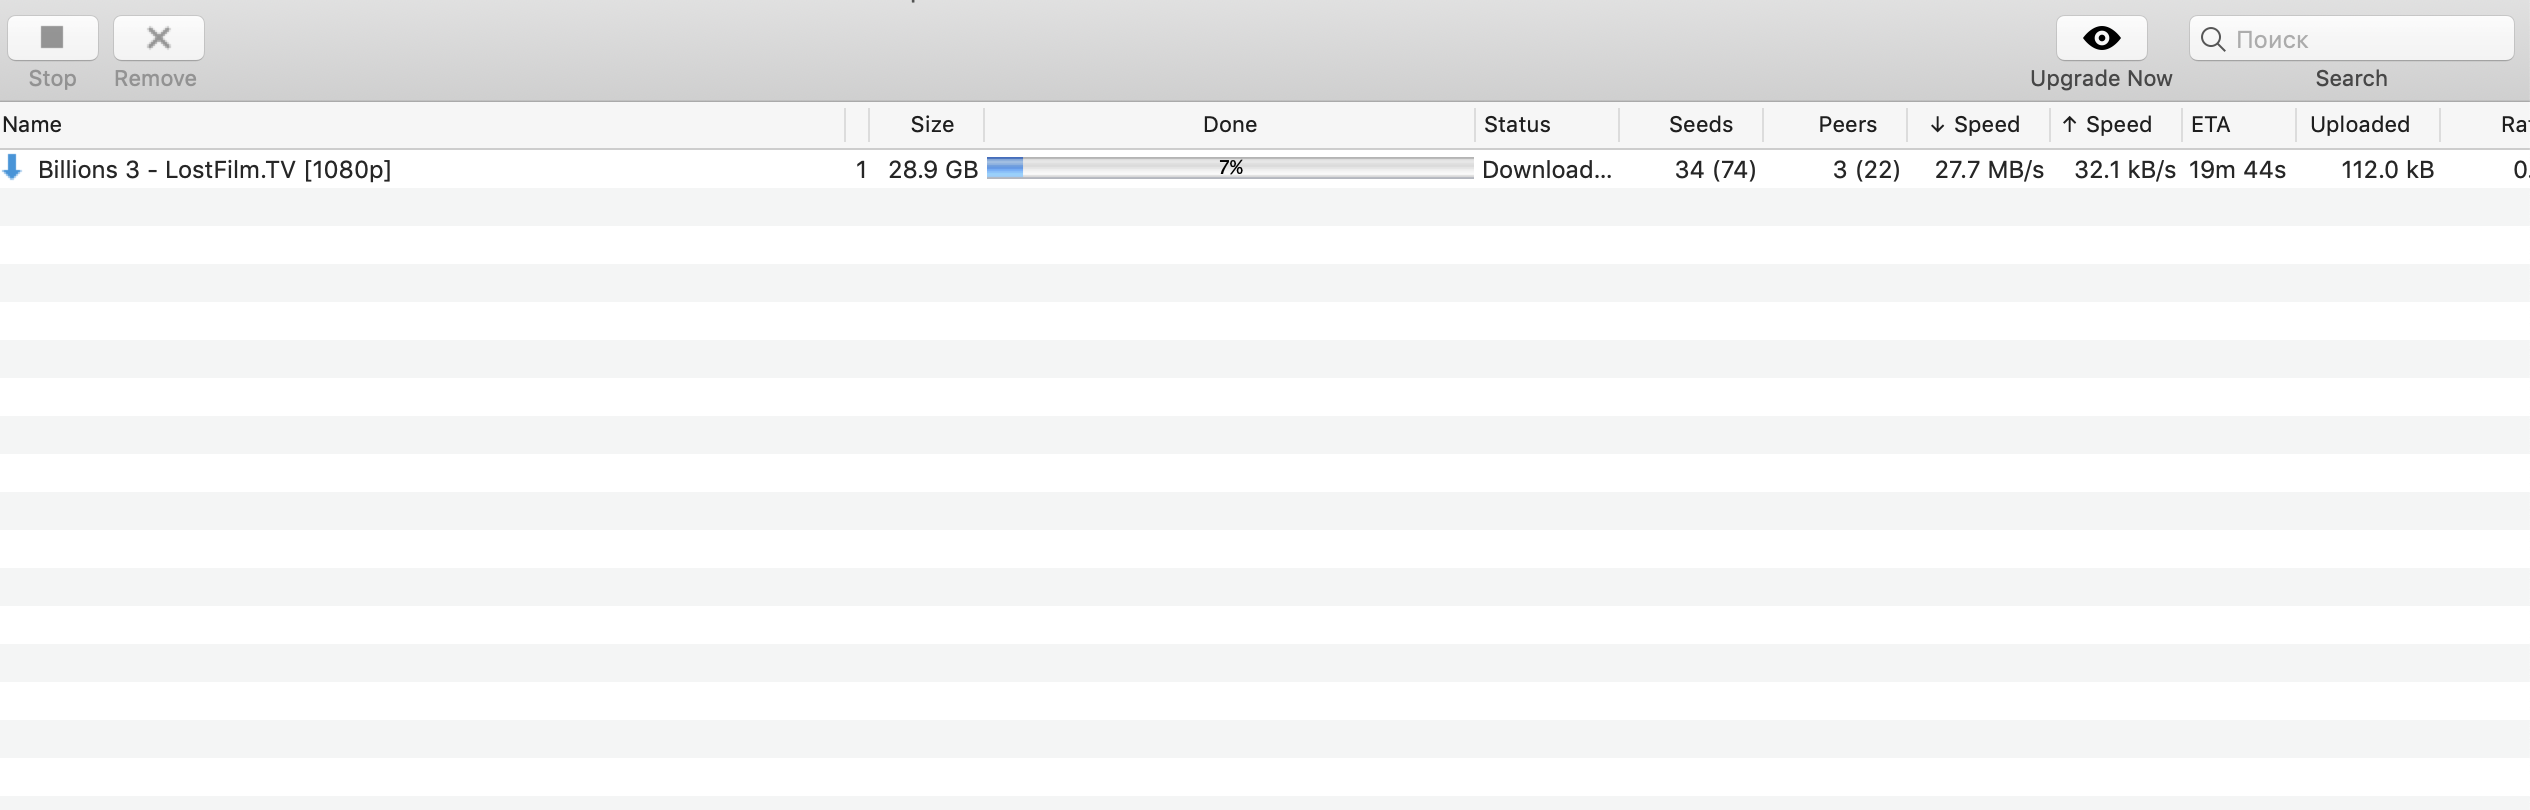 Stop Remove Upgrade Now Поиск Search
Name Size Done Status Seeds Peers ↓ Speed ↑ Speed ETA Uploaded
Billions 3 - LostFilm.TV [1080p] 1 28.9 GB 7% Download... 34 (74) 3 (22) 27.7 MB/s 32.1 kB/s 19m 44s 112.0 kB 0.